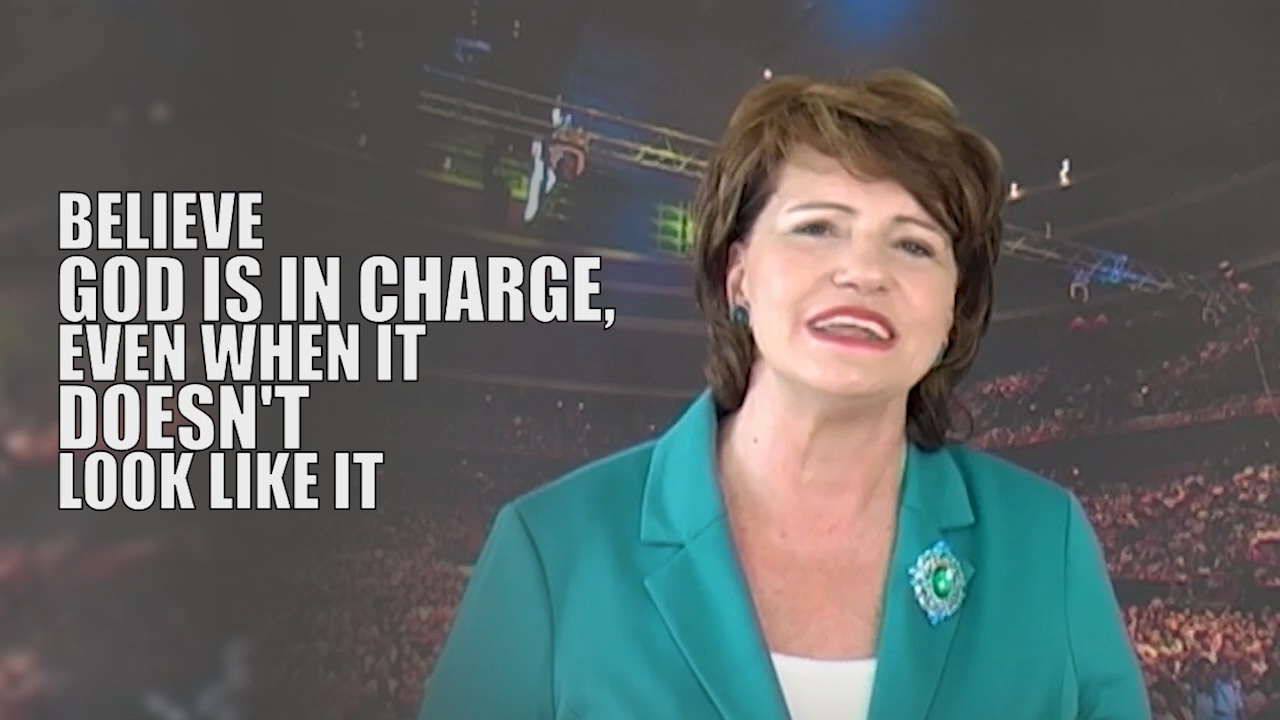 BELIEVE
GOD IS IN CHARGE,
EVEN WHEN IT
DOESN'T
LOOK LIKE IT